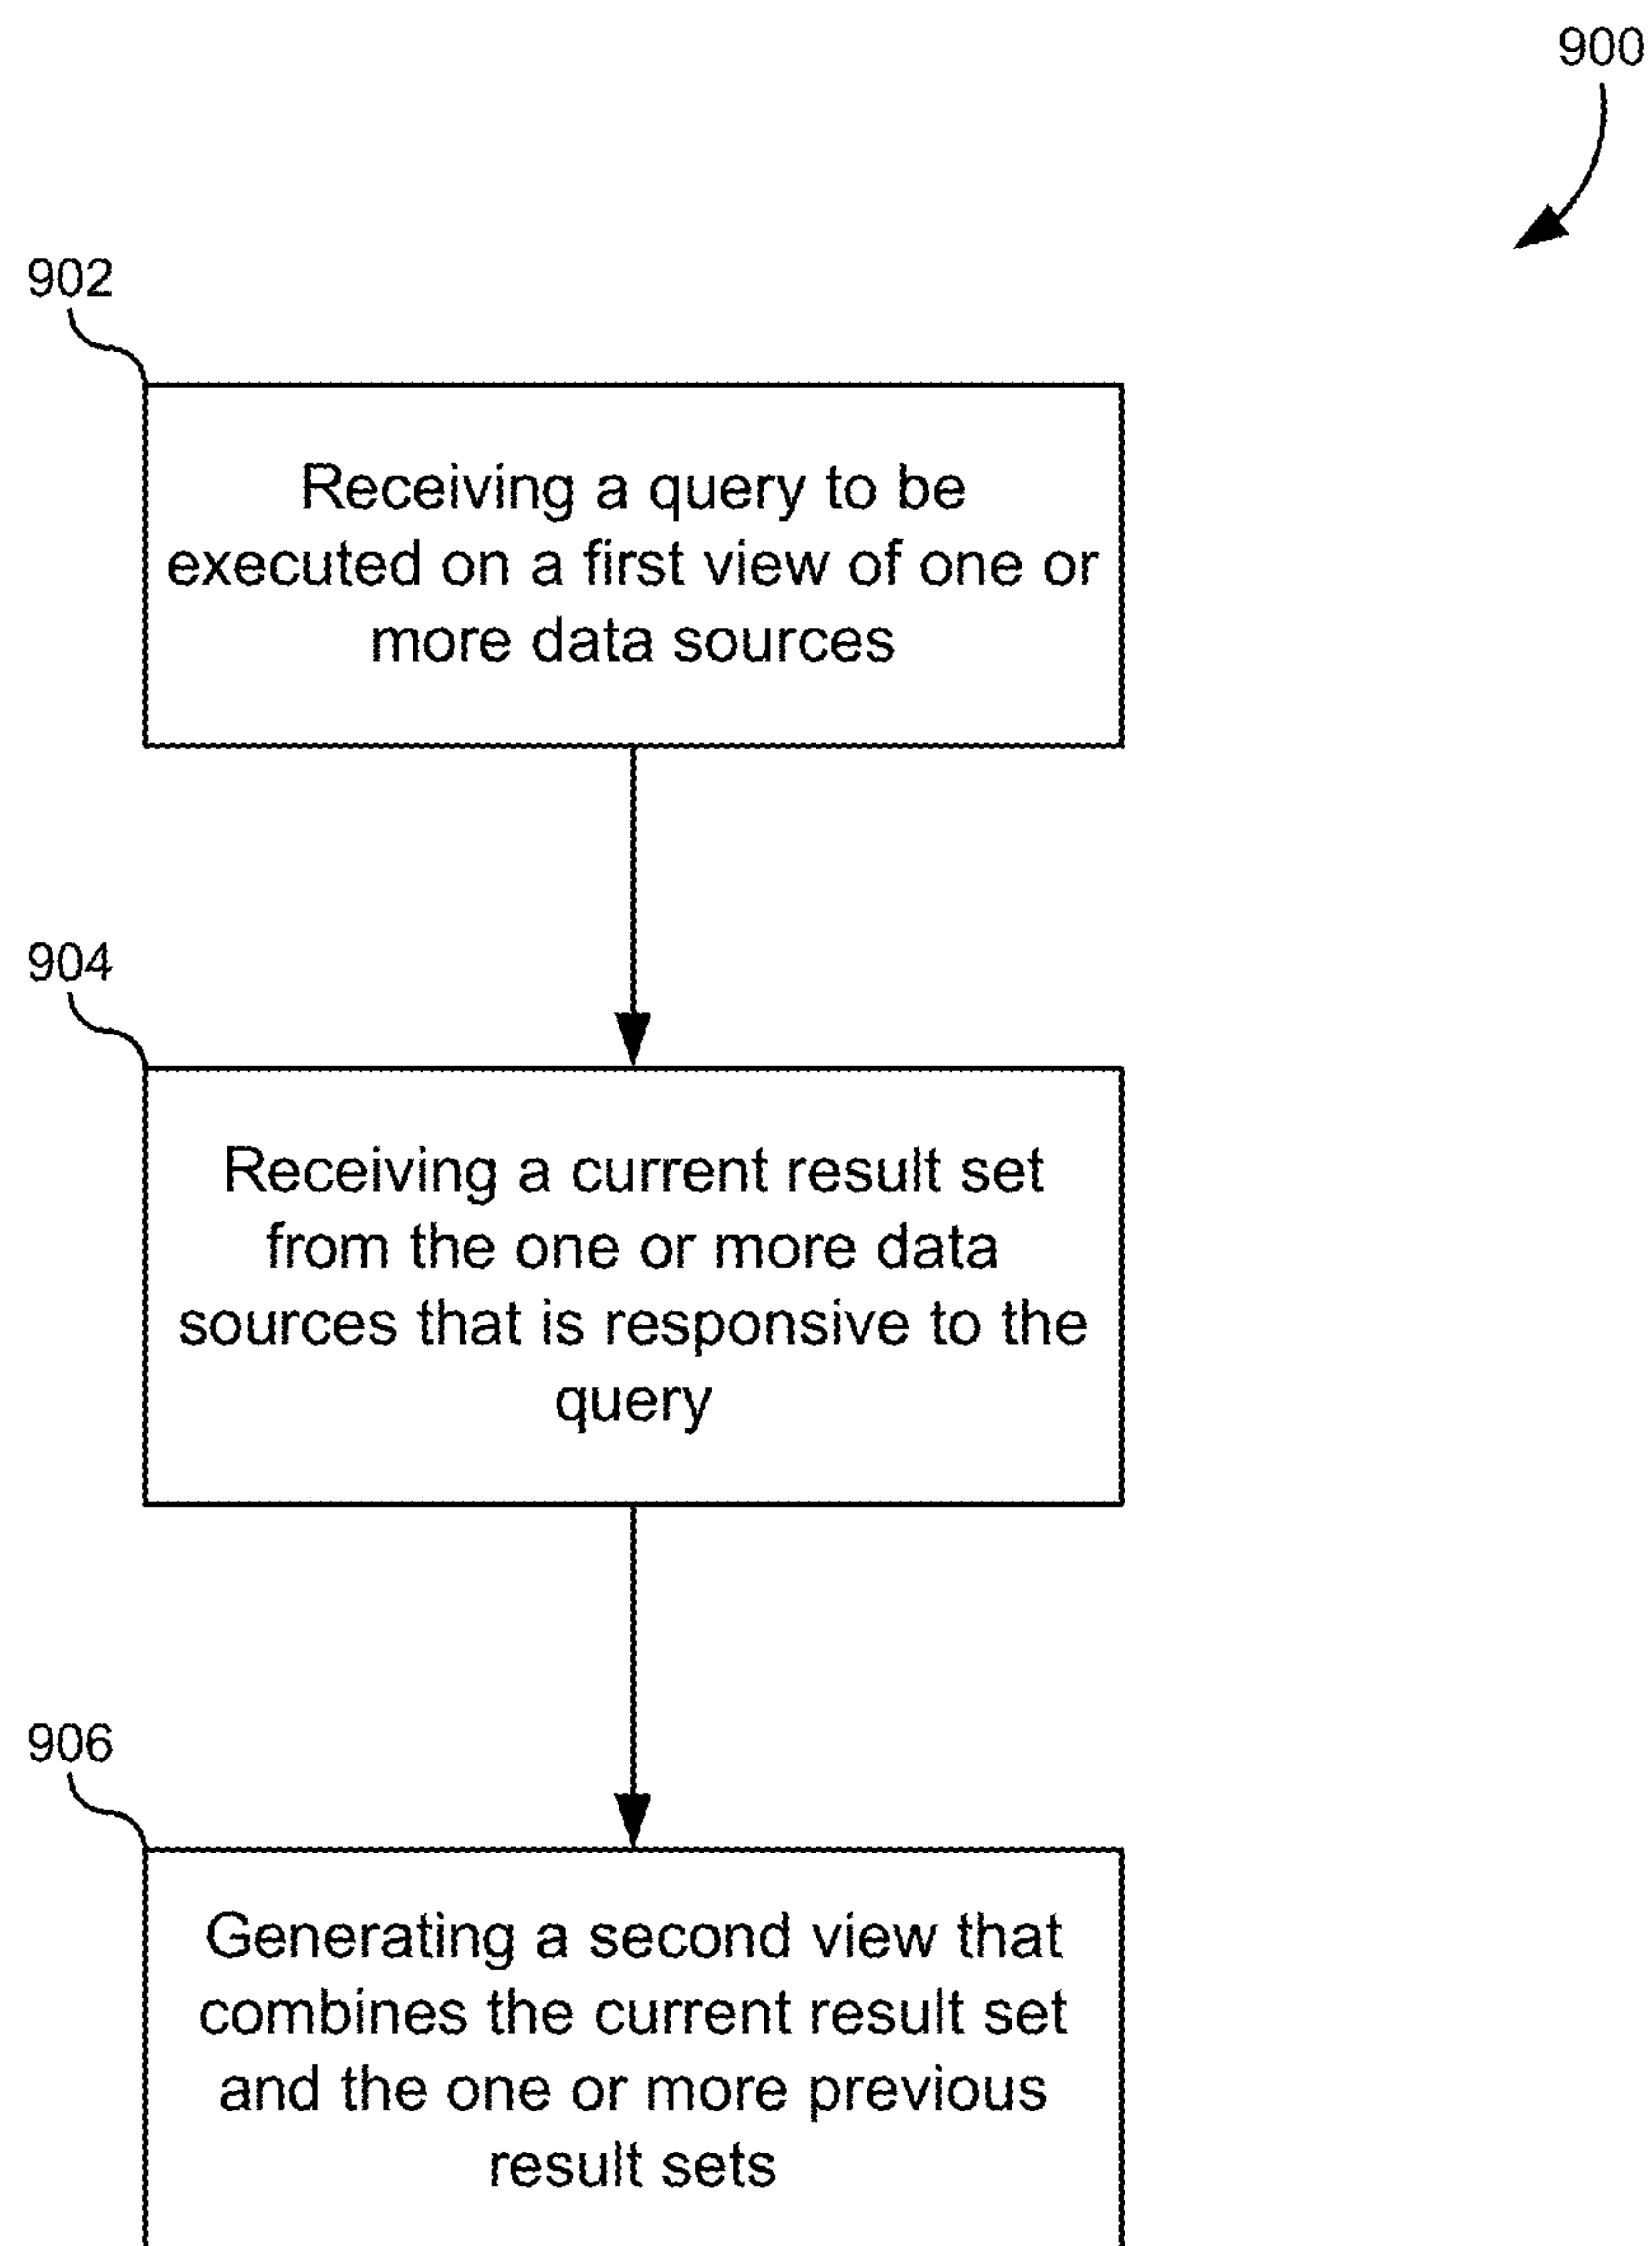 900
902
Receiving a query to be
executed on a first view of one or
more data sources
904
Receiving a current result set
from the one or more data
sources that is responsive to the
query
906
Generating a second view that
combines the current result set
and the one or more previous
result sets